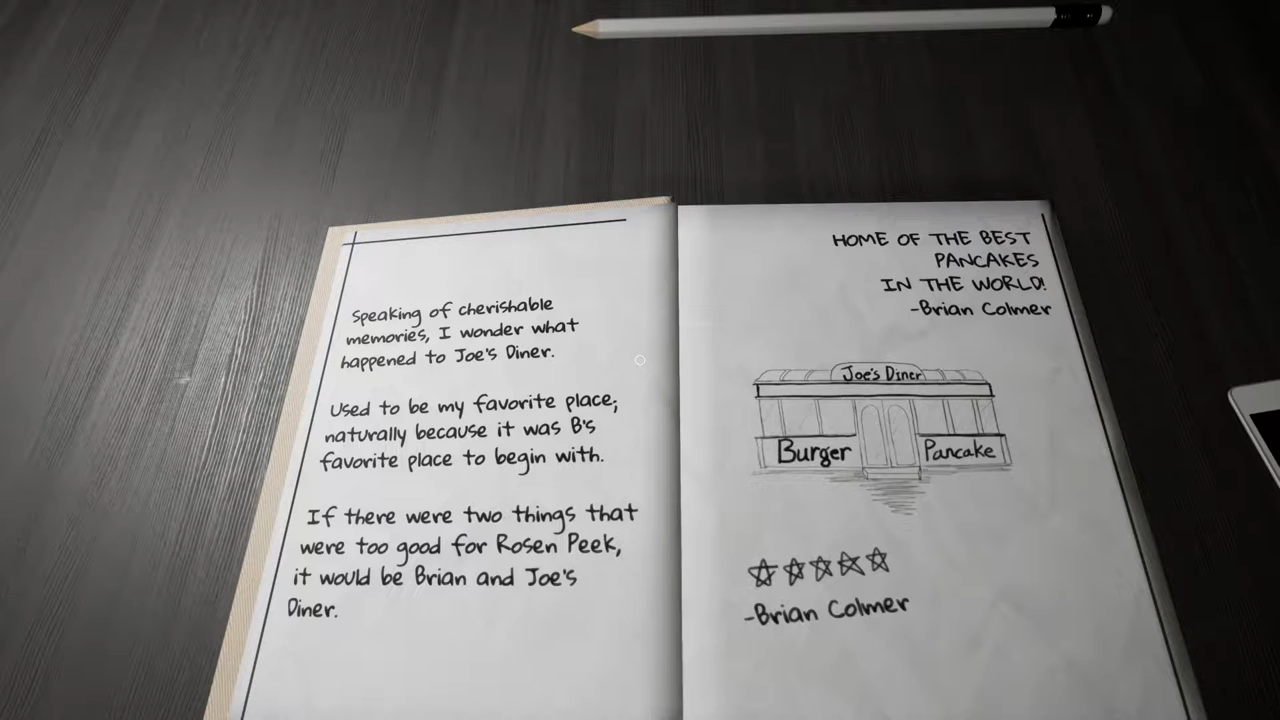 Speaking of cherishable
memories, I wonder what
happened to Joe's Diner.
Used to be my favorite place;
naturally because it was B's
favorite place to begin with.
If there were two things that
were too good for Rosen Peek,
it would be Brian and Joe's
Diner.
HOME OF THE BEST
PANCAKES
IN THE WORLD!
-Brian Colmer
Joe's Diner
Burger
Pancake
-Brian Colmer